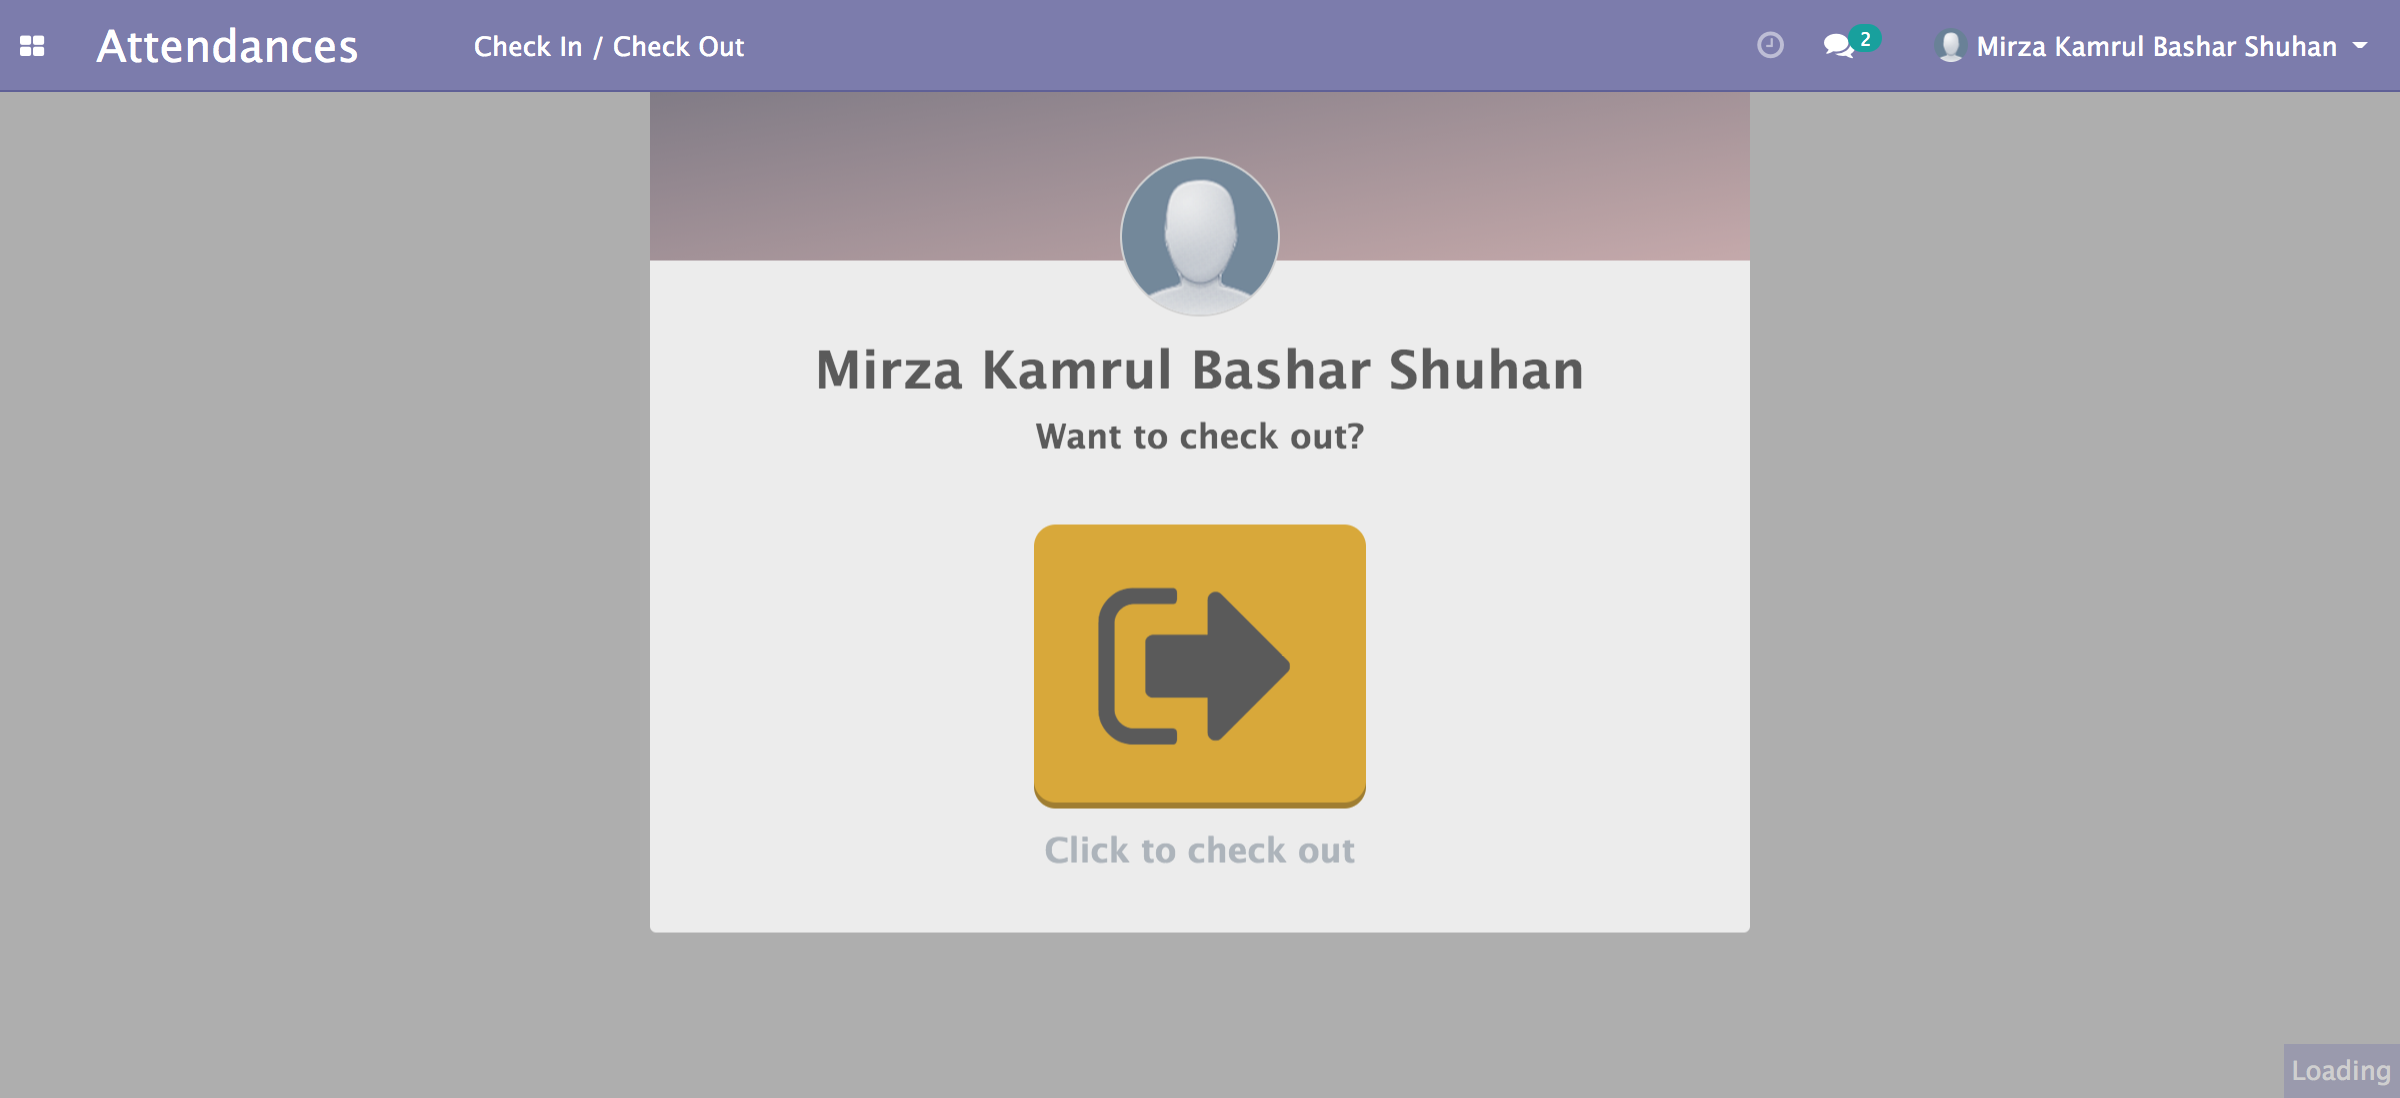 Attendances
Check In / Check Out
2
Mirza Kamrul Bashar Shuhan
Mirza Kamrul Bashar Shuhan
Want to check out?
Click to check out
Loading